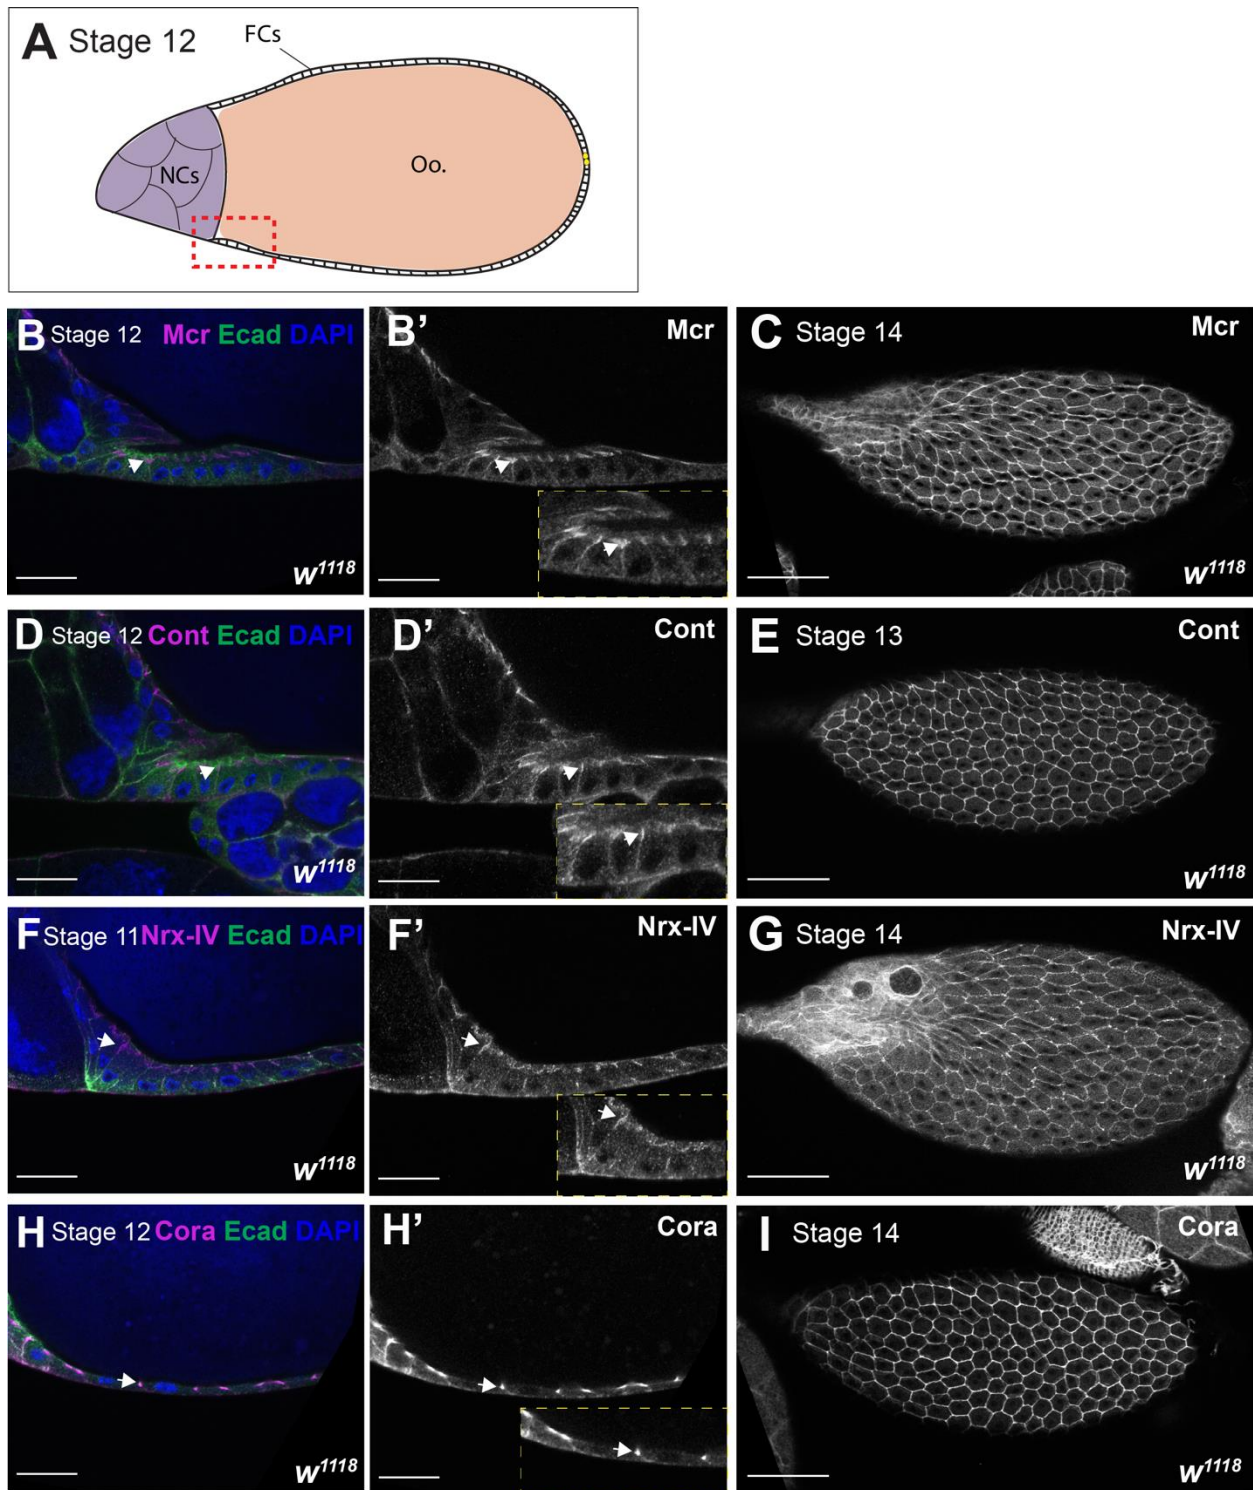 A Stage 12
FCs
NCs
Oo.
B Stage 12 Mcr Ecad DAPI
w1118
B' Mcr
C Stage 14 Mcr
w1118
D Stage 12 Cont Ecad DAPI
w1118
D' Cont
E Stage 13 Cont
w1118
F Stage 11 Nrx-IV Ecad DAPI
w1118
F' Nrx-IV
G Stage 14 Nrx-IV
w1118
H Stage 12 Cora Ecad DAPI
w1118
H' Cora
I Stage 14 Cora
w1118